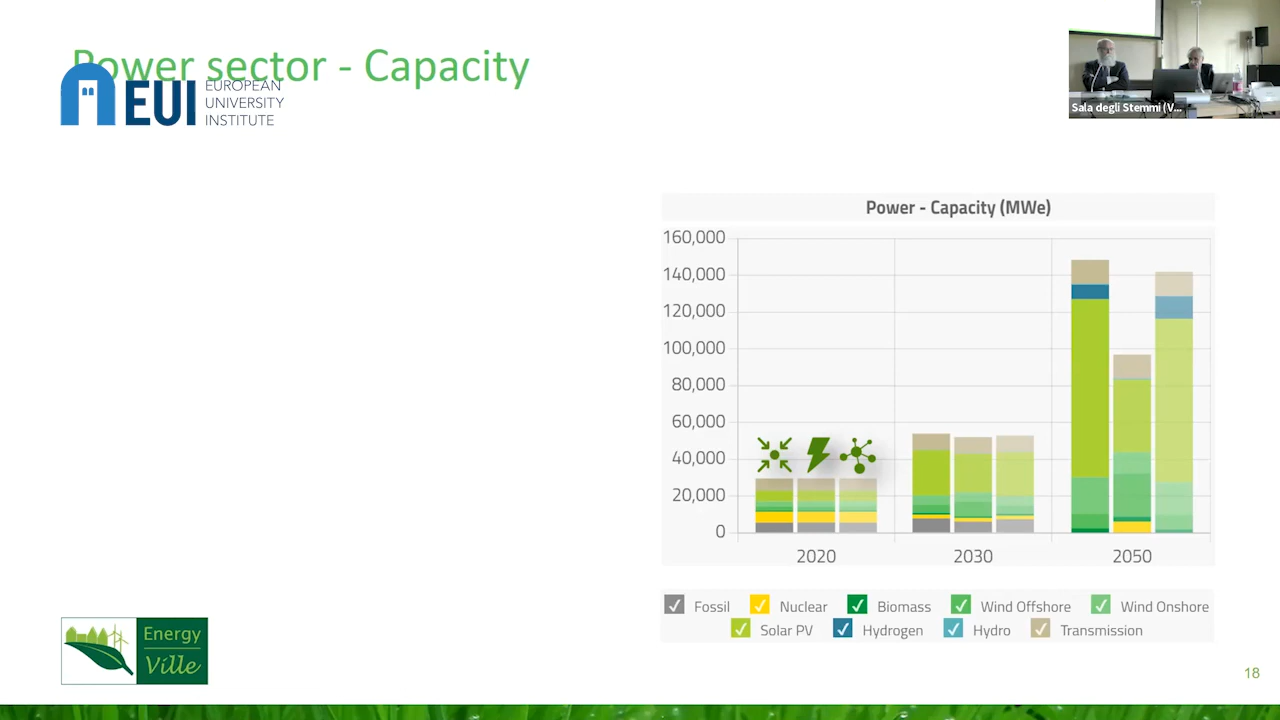 Power sector - Capacity
EUI
EUROPEAN
UNIVERSITY
INSTITUTE
Sala degli Stemmi (V...
Power - Capacity (MWe)
160,000
140,000
120,000
100,000
80,000
60,000
40,000
20,000
0
2020 2030 2050
Fossil Nuclear Biomass Wind Offshore Wind Onshore
Solar PV Hydrogen Hydro Transmission
Energy
Ville
18